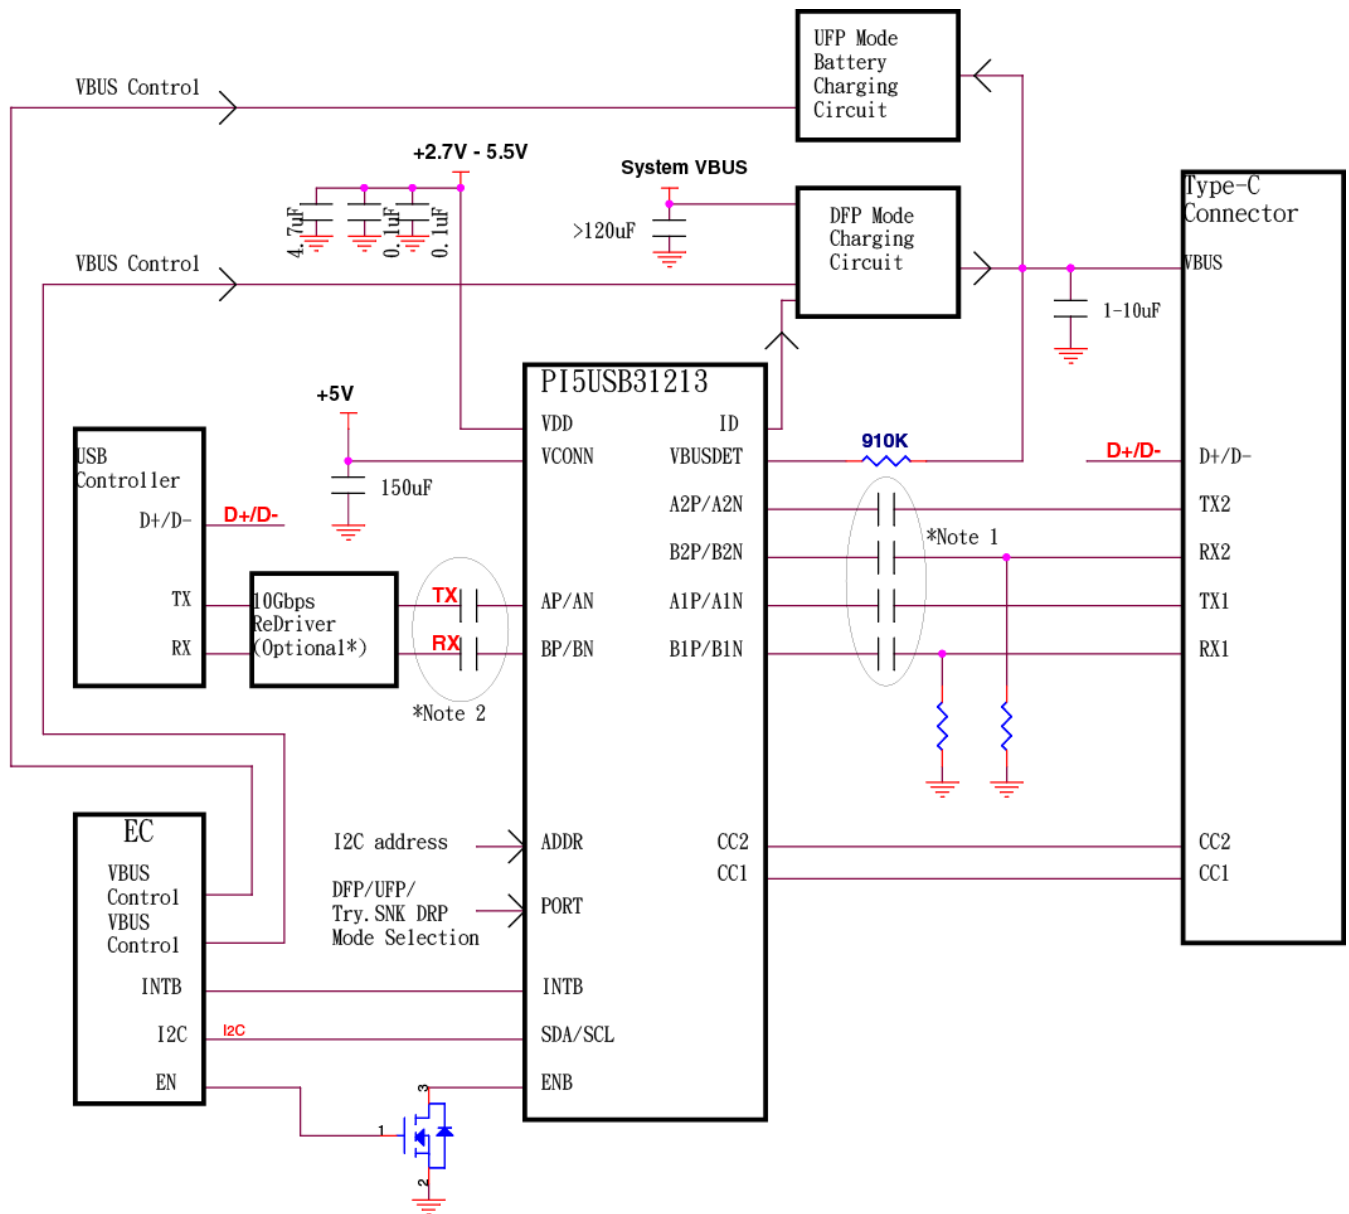 UFP Mode
Battery
Charging
Circuit
VBUS Control
+2.7V - 5.5V
System VBUS
4.7uF
0.1uF
0.1uF
>120uF
DFP Mode
Charging
Circuit
Type-C
Connector
VBUS
VBUS Control
1-10uF
PI5USB31213
+5V
VDD
ID
VCONN
VBUSDET
910K
D+/D-
D+/D-
USB
Controller
150uF
D+/D-
D+/D-
A2P/A2N
TX2
*Note 1
B2P/B2N
RX2
TX
10Gbps
ReDriver
(Optional*)
TX
AP/AN
A1P/A1N
TX1
RX
RX
BP/BN
B1P/B1N
RX1
*Note 2
EC
I2C address
ADDR
CC2
CC2
CC1
CC1
VBUS
Control
VBUS
Control
DFP/UFP/
Try.SNK DRP
Mode Selection
PORT
INTB
INTB
I2C
I2C
SDA/SCL
EN
ENB
3
1
2